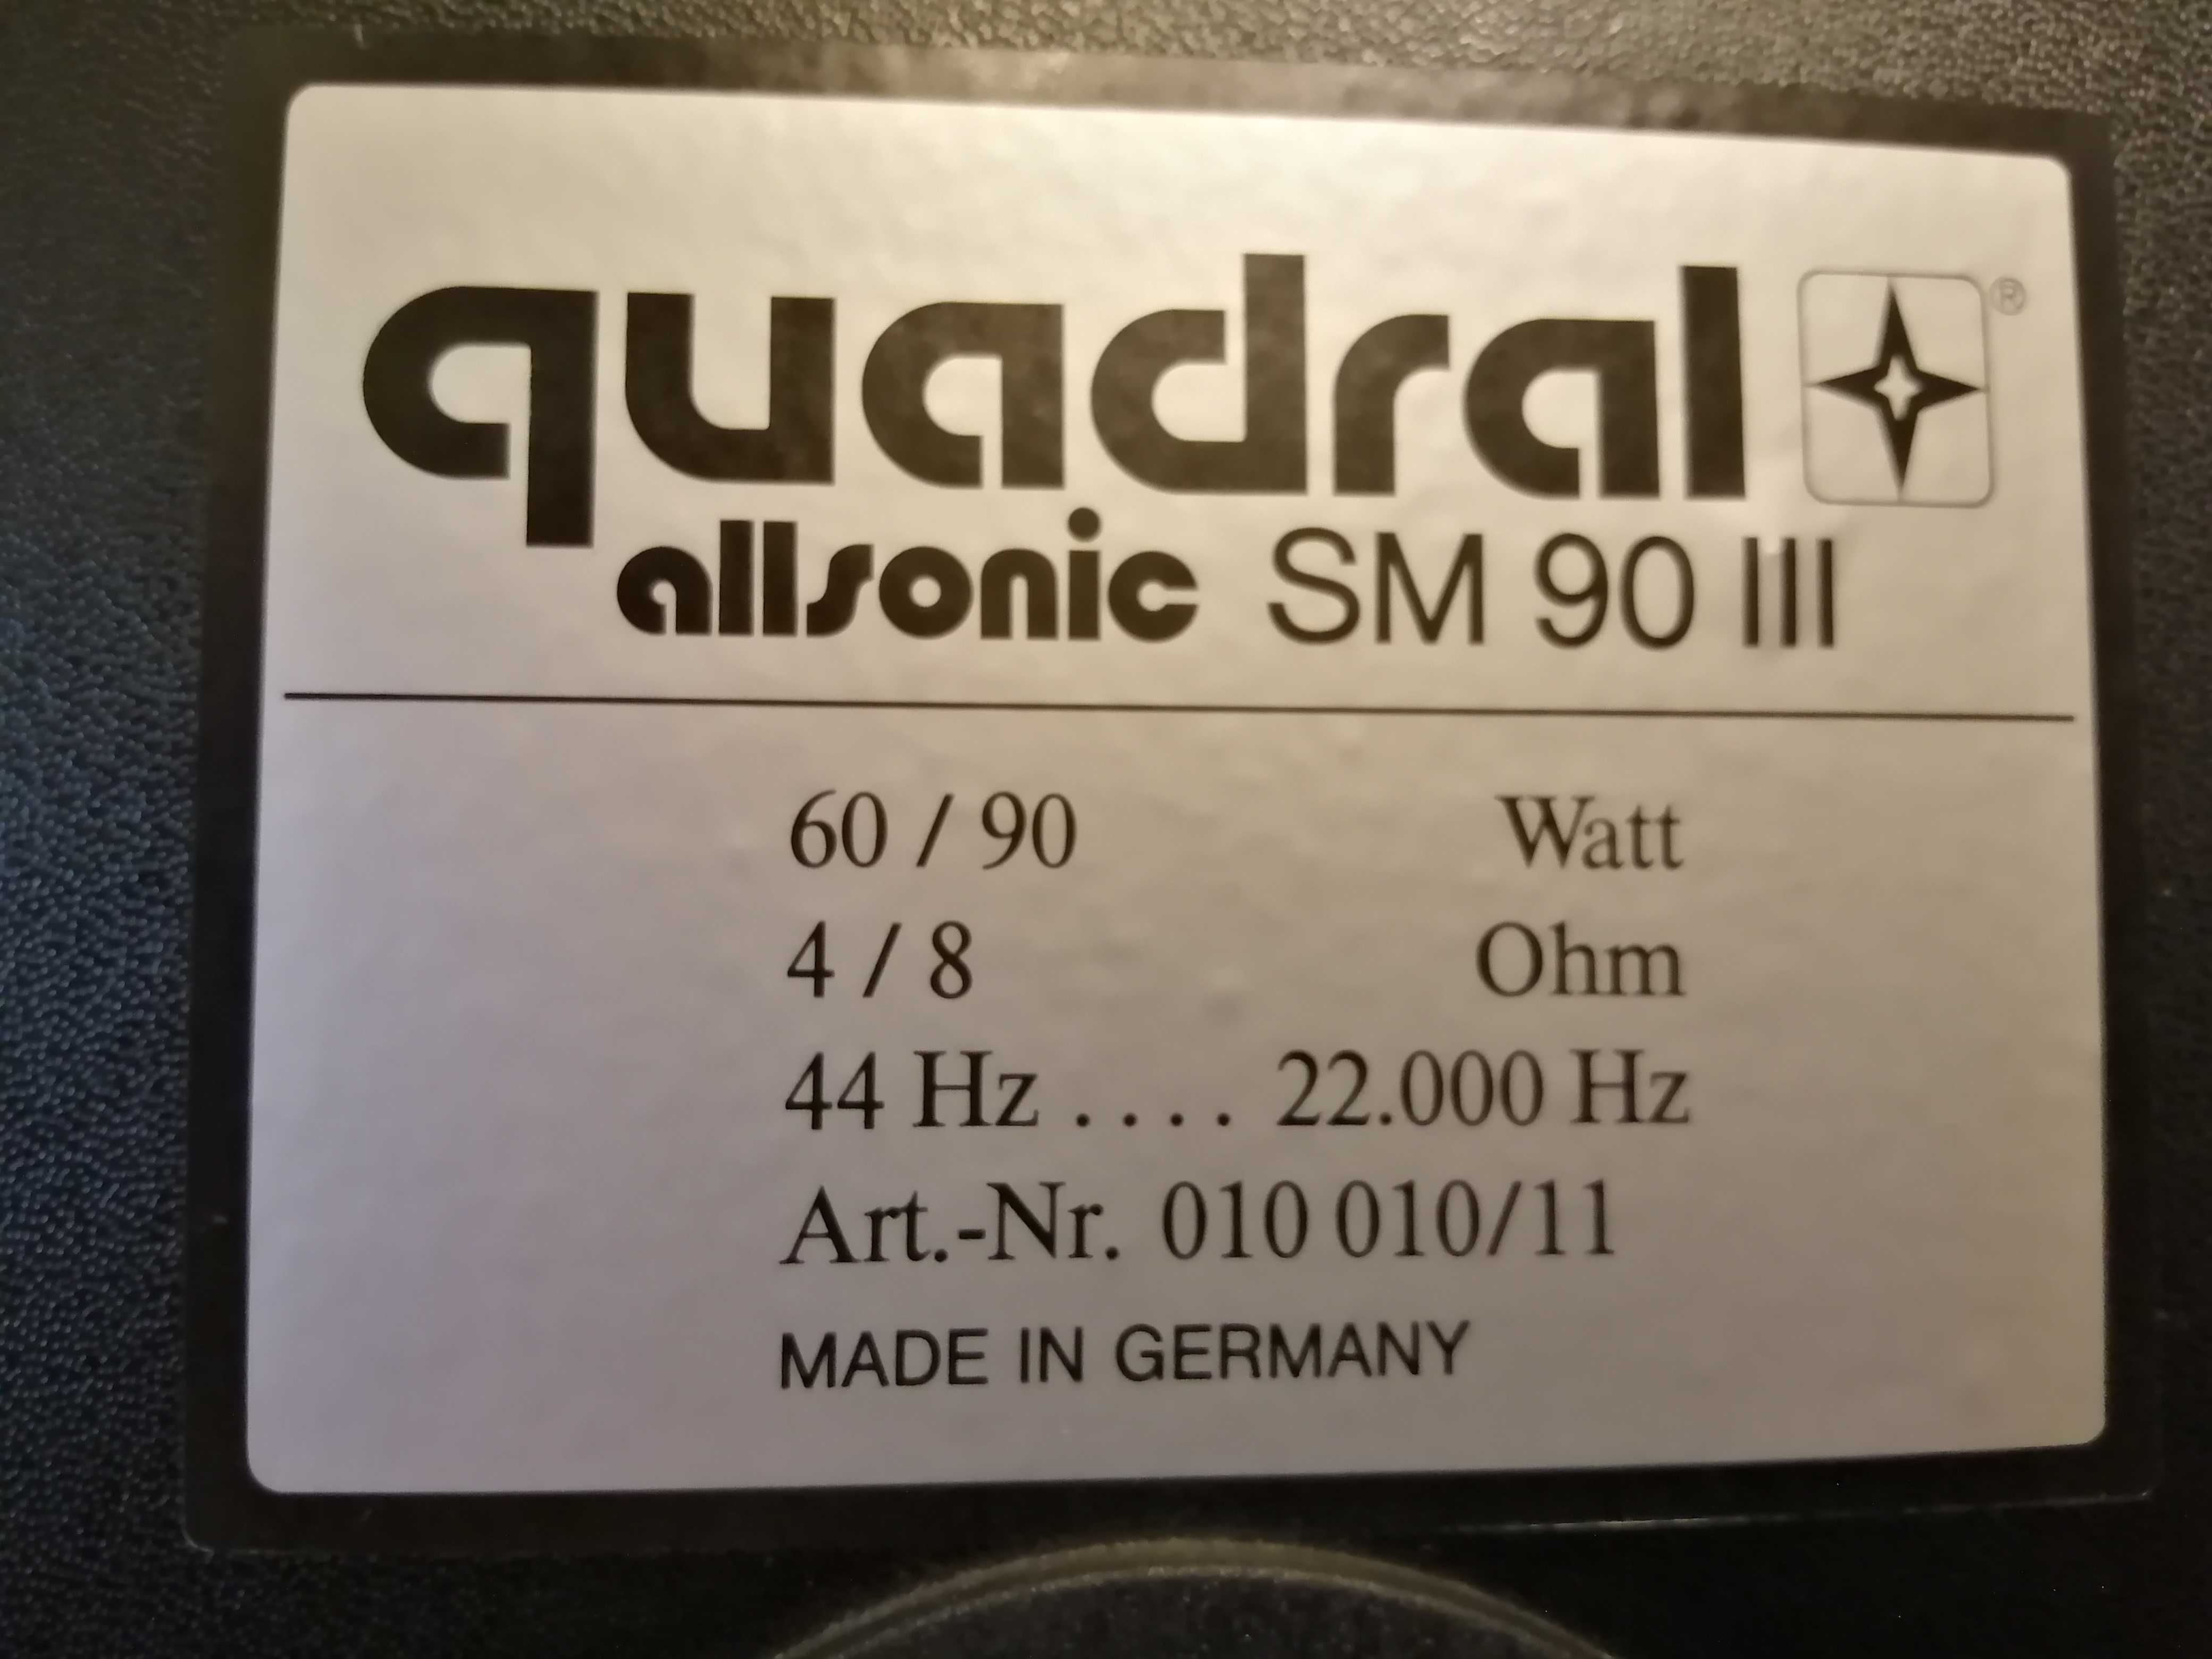 quadral ®
allsonic SM 90 III
60 / 90 Watt
4 / 8 Ohm
44 Hz .... 22.000 Hz
Art.-Nr. 010 010/11
MADE IN GERMANY